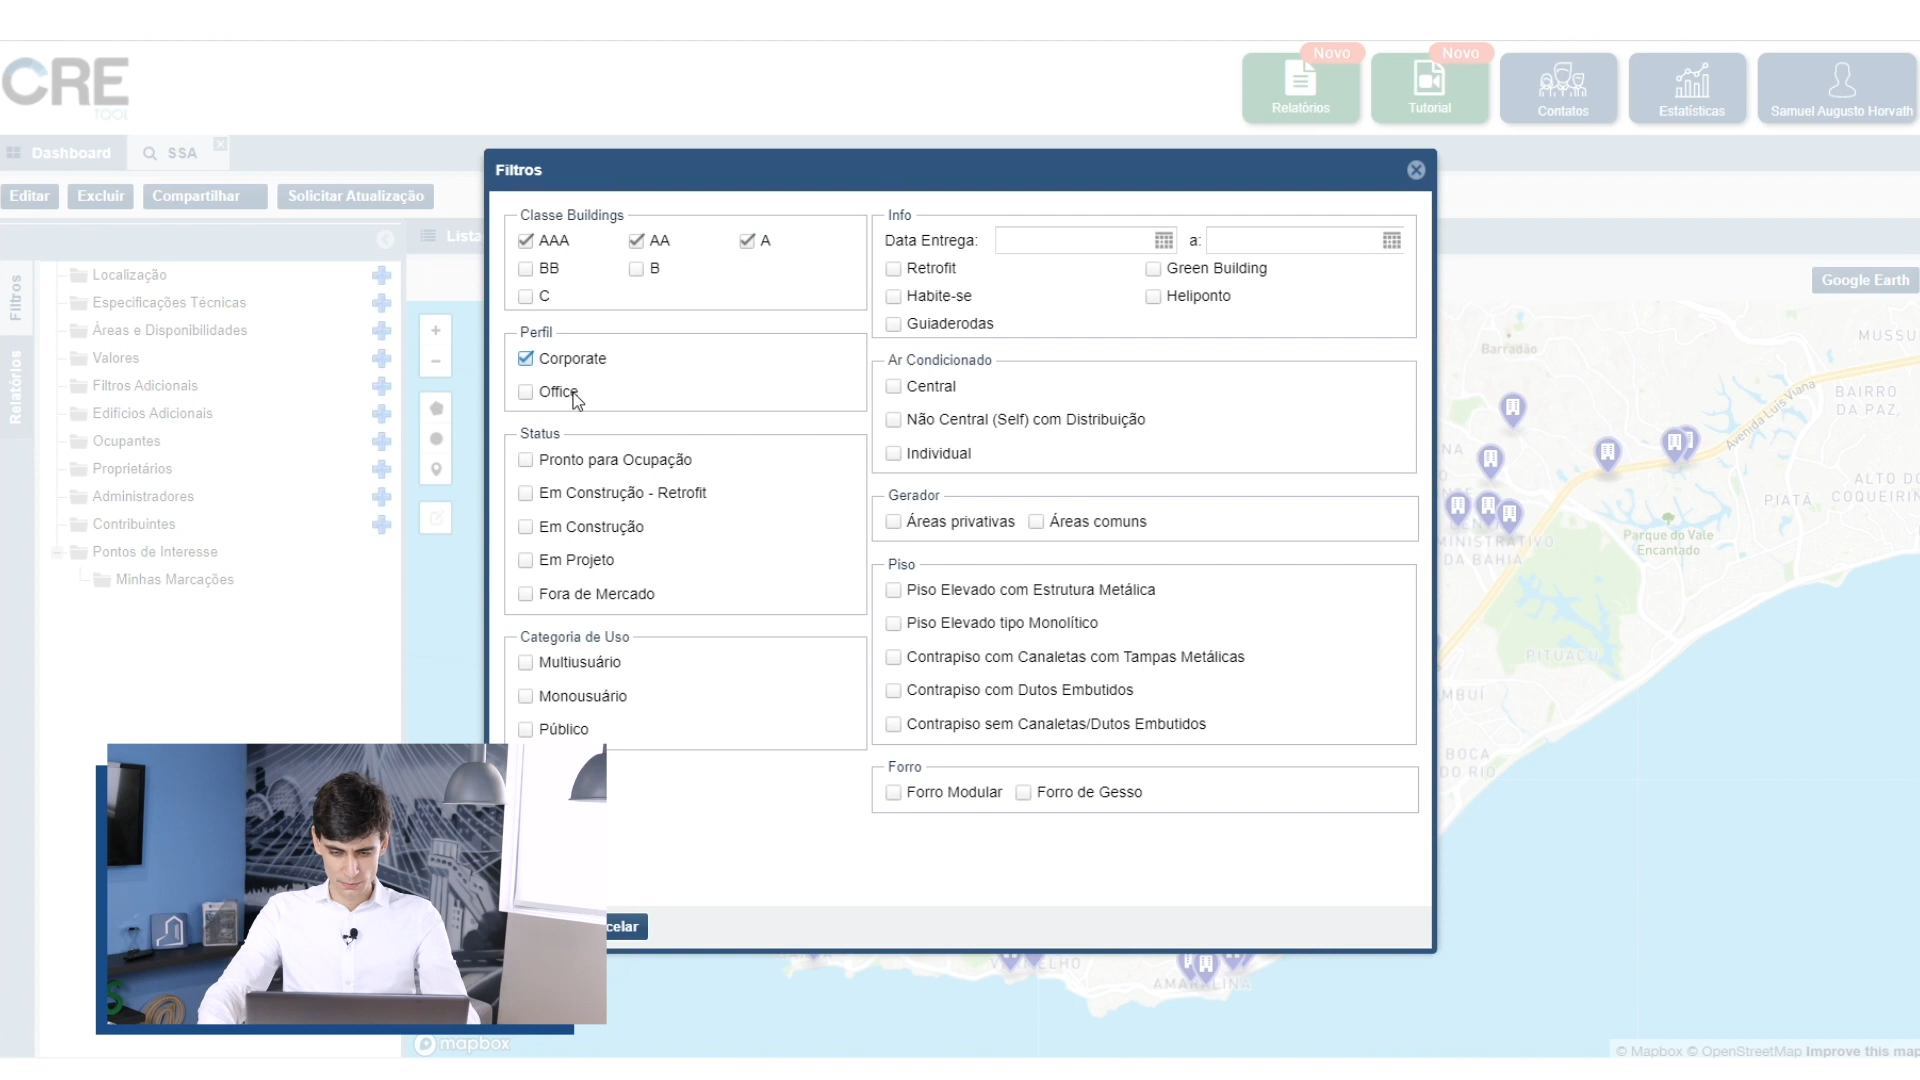 CRE
TOOL
Novo
Novo
Relatórios
Tutorial
Contatos
Estatísticas
Samuel Augusto Horvath
Dashboard
SSA
Editar
Excluir
Compartilhar
Solicitar Atualização
Lista
Google Earth
Filtros
Relatórios
Localização
Especificações Técnicas
Áreas e Disponibilidades
Valores
Filtros Adicionais
Edificios Adicionais
Ocupantes
Proprietários
Administradores
Contribuintes
Pontos de Interesse
Minhas Marcações
Filtros
Classe Buildings
AAA
AA
A
BB
B
C
Perfil
Corporate
Office
Status
Pronto para Ocupação
Em Construção - Retrofit
Em Construção
Em Projeto
Fora de Mercado
Categoria de Uso
Multiusuário
Monousuário
Público
Info
Data Entrega:
a:
Retrofit
Green Building
Habite-se
Heliponto
Guiaderodas
Ar Condicionado
Central
Não Central (Self) com Distribuição
Individual
Gerador
Áreas privativas
Áreas comuns
Piso
Piso Elevado com Estrutura Metálica
Piso Elevado tipo Monolítico
Contrapiso com Canaletas com Tampas Metálicas
Contrapiso com Dutos Embutidos
Contrapiso sem Canaletas/Dutos Embutidos
Forro
Forro Modular
Forro de Gesso
celar
MUSSU
Barradão
Avenida Luís Viana
BAIRRO
DA PAZ,
ALTO DO
COQUEIRIN
PIATÃ
MINISTRATIVO
DA BAHIA
Parque do Vale
Encantado
PITUAÇU
MBUÍ
BOCA
DO RIO
VERMELHO
AMARALINA
mapbox
© Mapbox © OpenStreetMap Improve this map